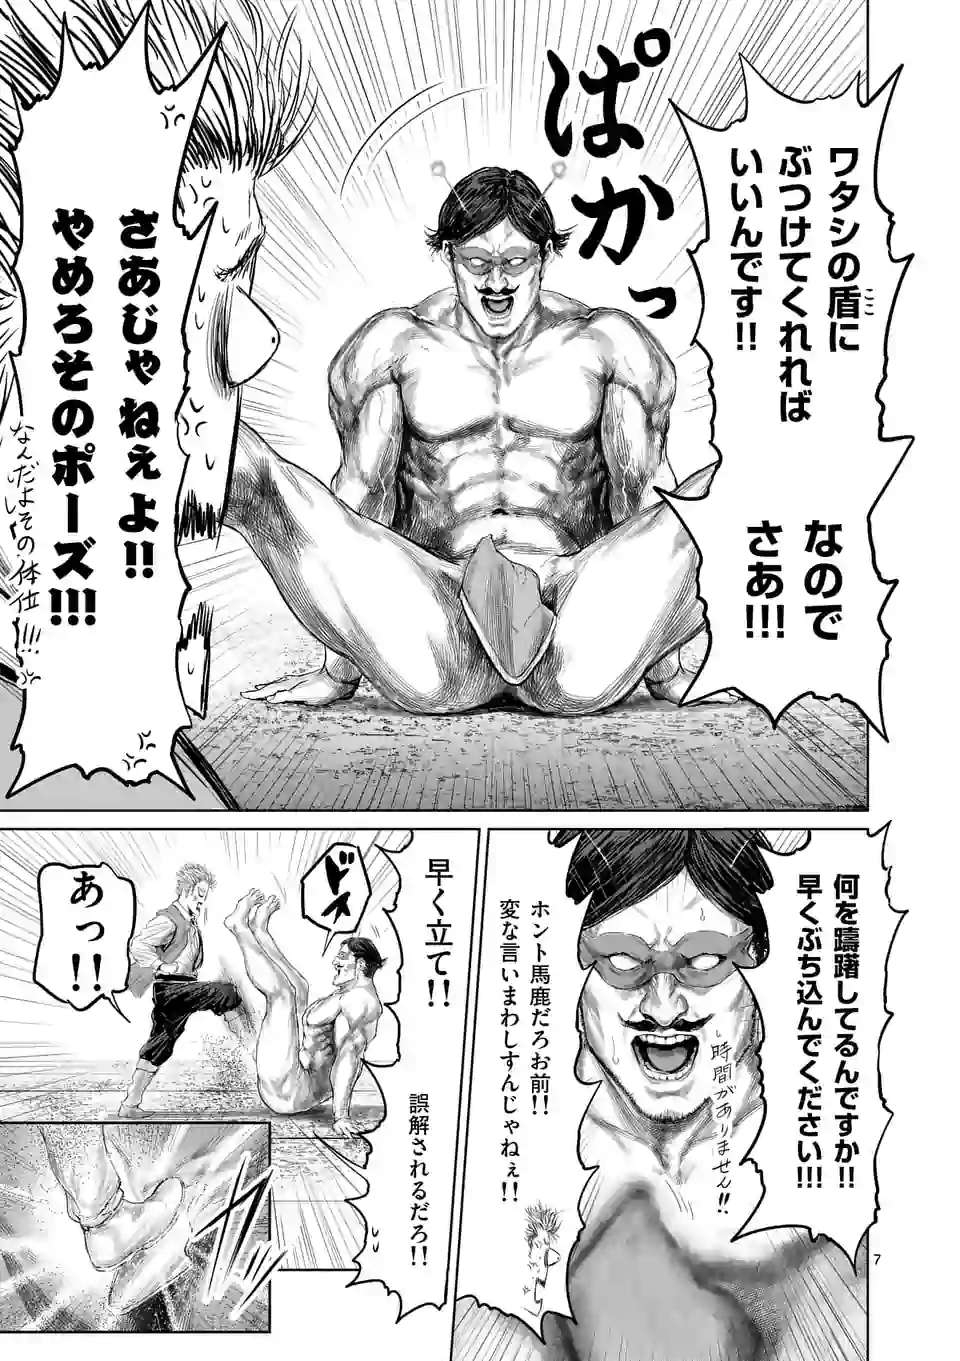 ワタシの盾に
ここ
ぶつけてくれれば
いいんです!!
なので
さあ!!!
ぱかっ
さあじゃねぇよ!!
やめろそのポーズ!!!
なんだよその体位!!!
何を躊躇してるんですか!!
早くぶち込んでください!!!
時間がありません!!
ホント馬鹿だろお前!!
変な言いまわしすんじゃねぇ!!
早く立て!!
誤解されるだろ!!
あっ!!
7